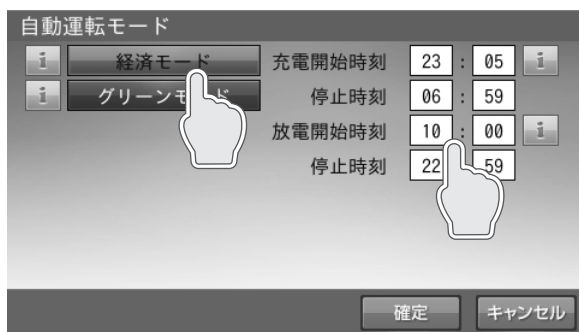 自動運転モード
i 経済モード 充電開始時刻 23 : 05 i
i グリーンモード 停止時刻 06 : 59
放電開始時刻 10 : 00 i
停止時刻 22 : 59
確定 キャンセル